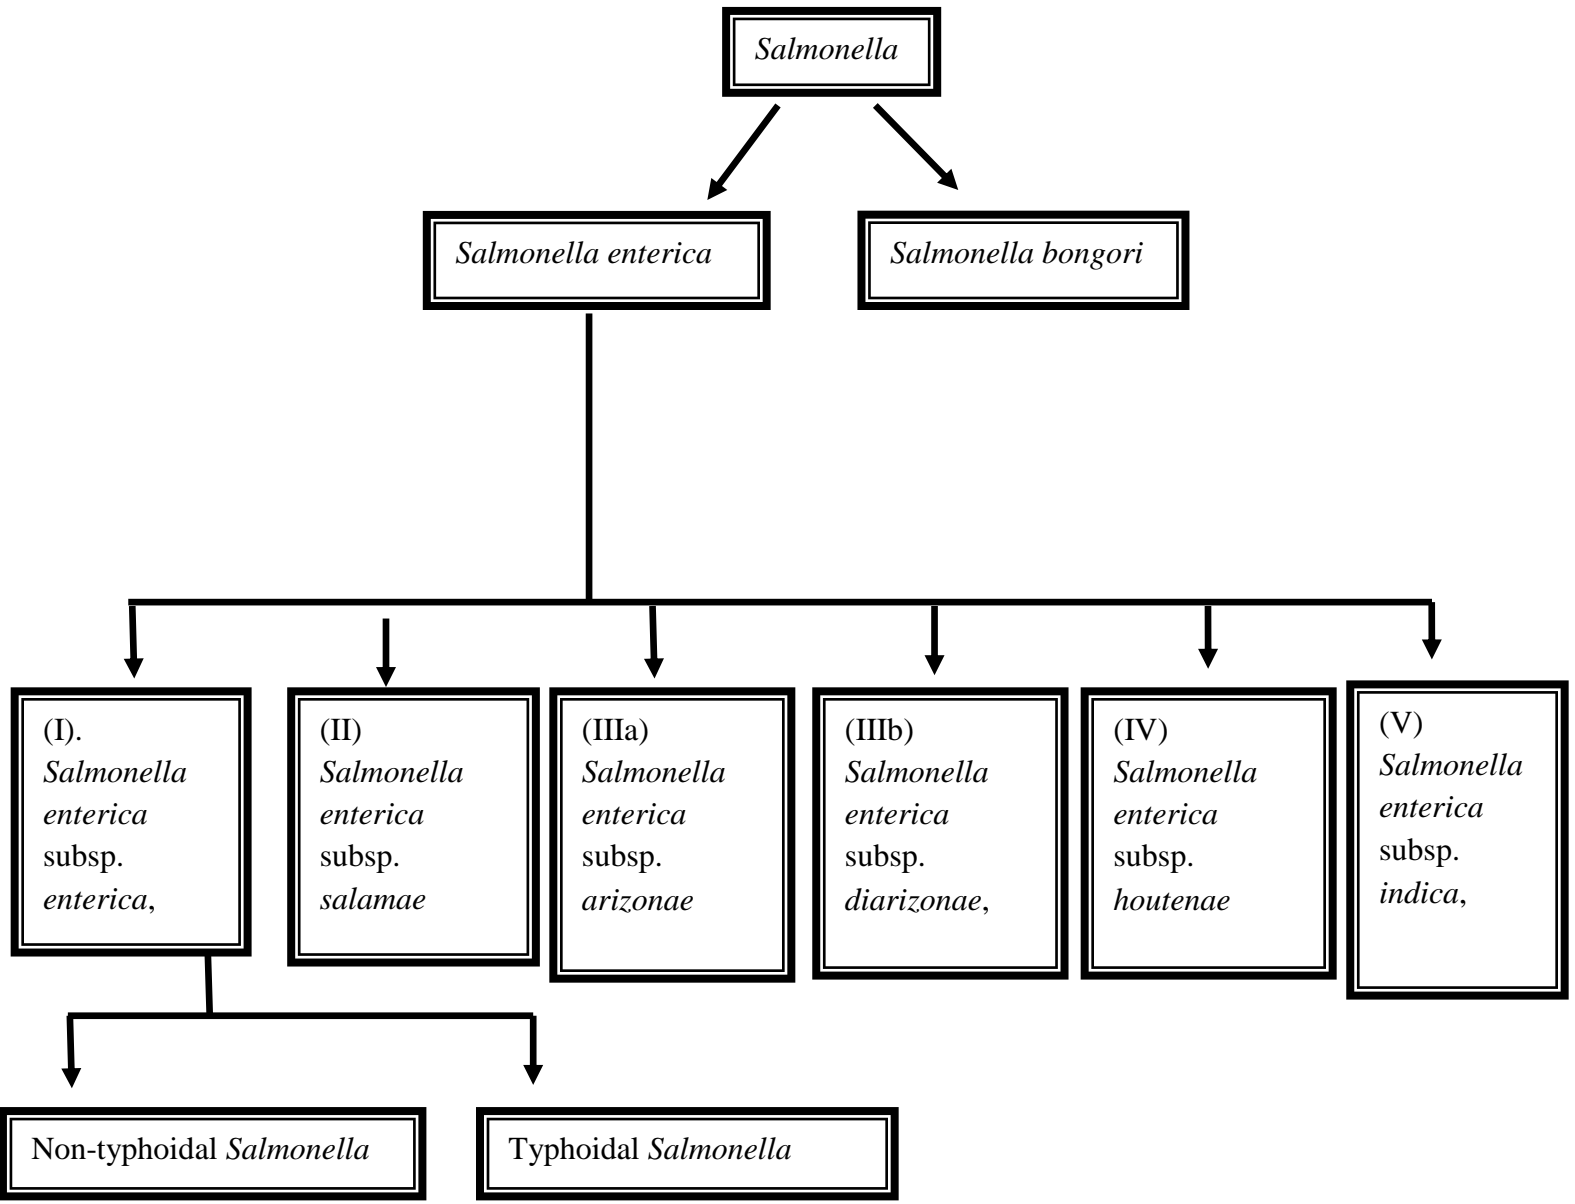 Salmonella
Salmonella enterica
Salmonella bongori
(I).
Salmonella
enterica
subsp.
enterica,
(II)
Salmonella
enterica
subsp.
salamae
(IIIa)
Salmonella
enterica
subsp.
arizonae
(IIIb)
Salmonella
enterica
subsp.
diarizonae,
(IV)
Salmonella
enterica
subsp.
houtenae
(V)
Salmonella
enterica
subsp.
indica,
Non-typhoidal Salmonella
Typhoidal Salmonella